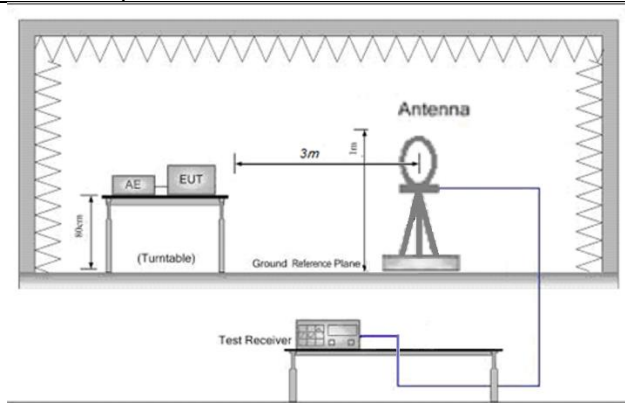 Antenna
3m
1m
AE
EUT
80cm
(Turntable)
Ground Reference Plane
Test Receiver